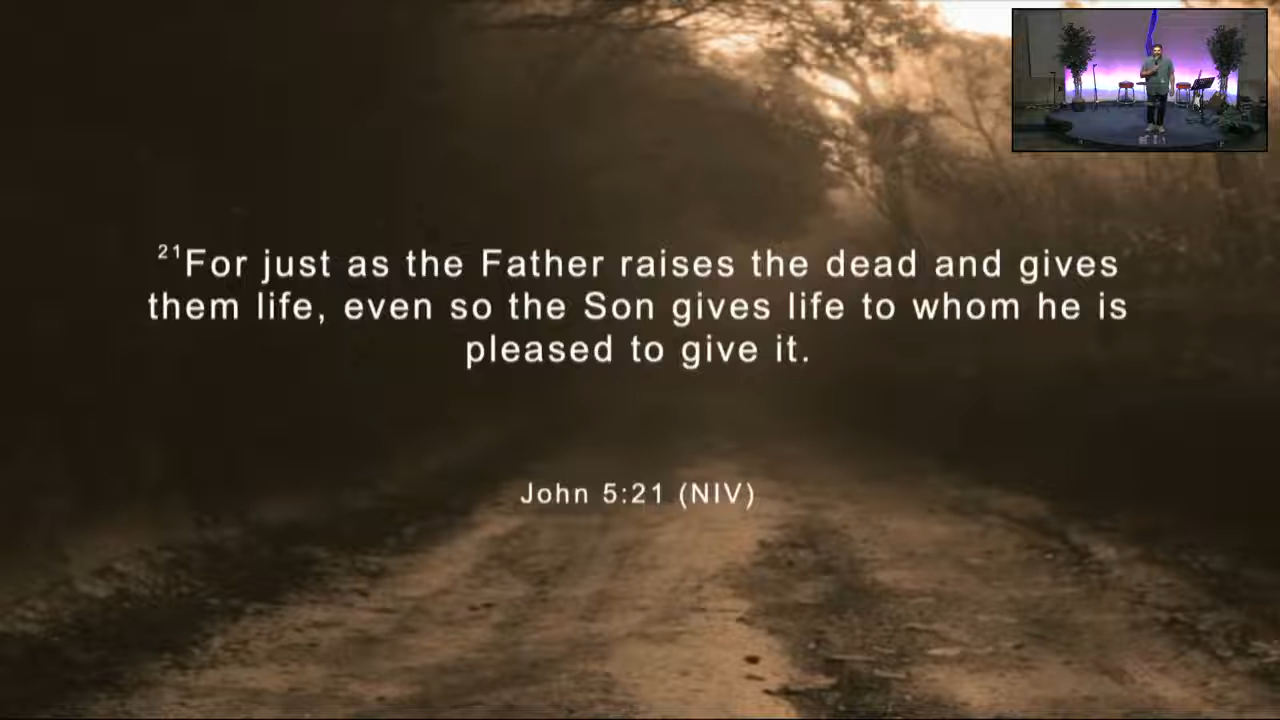 21For just as the Father raises the dead and gives
them life, even so the Son gives life to whom he is
pleased to give it.
John 5:21 (NIV)